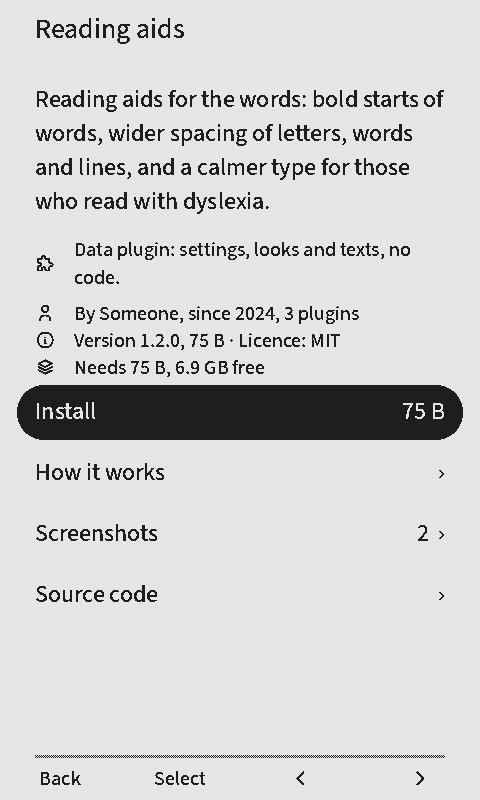 Reading aids
Reading aids for the words: bold starts of
words, wider spacing of letters, words
and lines, and a calmer type for those
who read with dyslexia.
Data plugin: settings, looks and texts, no
code.
By Someone, since 2024, 3 plugins
Version 1.2.0, 75 B · Licence: MIT
Needs 75 B, 6.9 GB free
Install 75 B
How it works ›
Screenshots 2 ›
Source code ›
Back Select